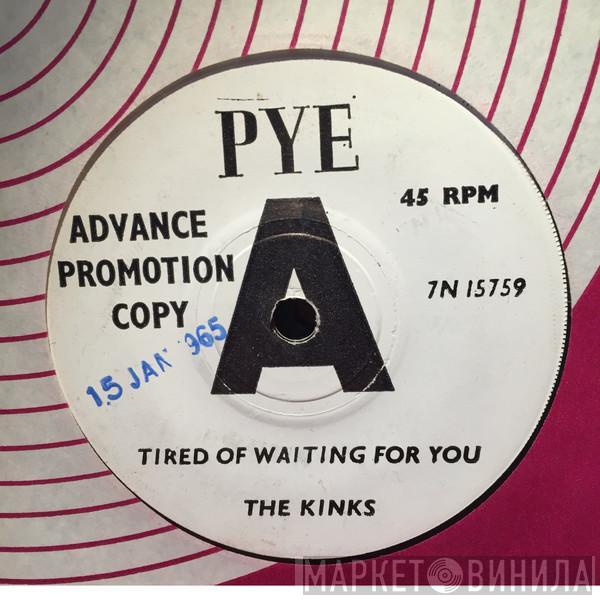 PYE
45 RPM
ADVANCE
PROMOTION
COPY
A
7N 15759
15 JAN 1965
TIRED OF WAITING FOR YOU
THE KINKS
МАРКЕТ ВИНИЛА